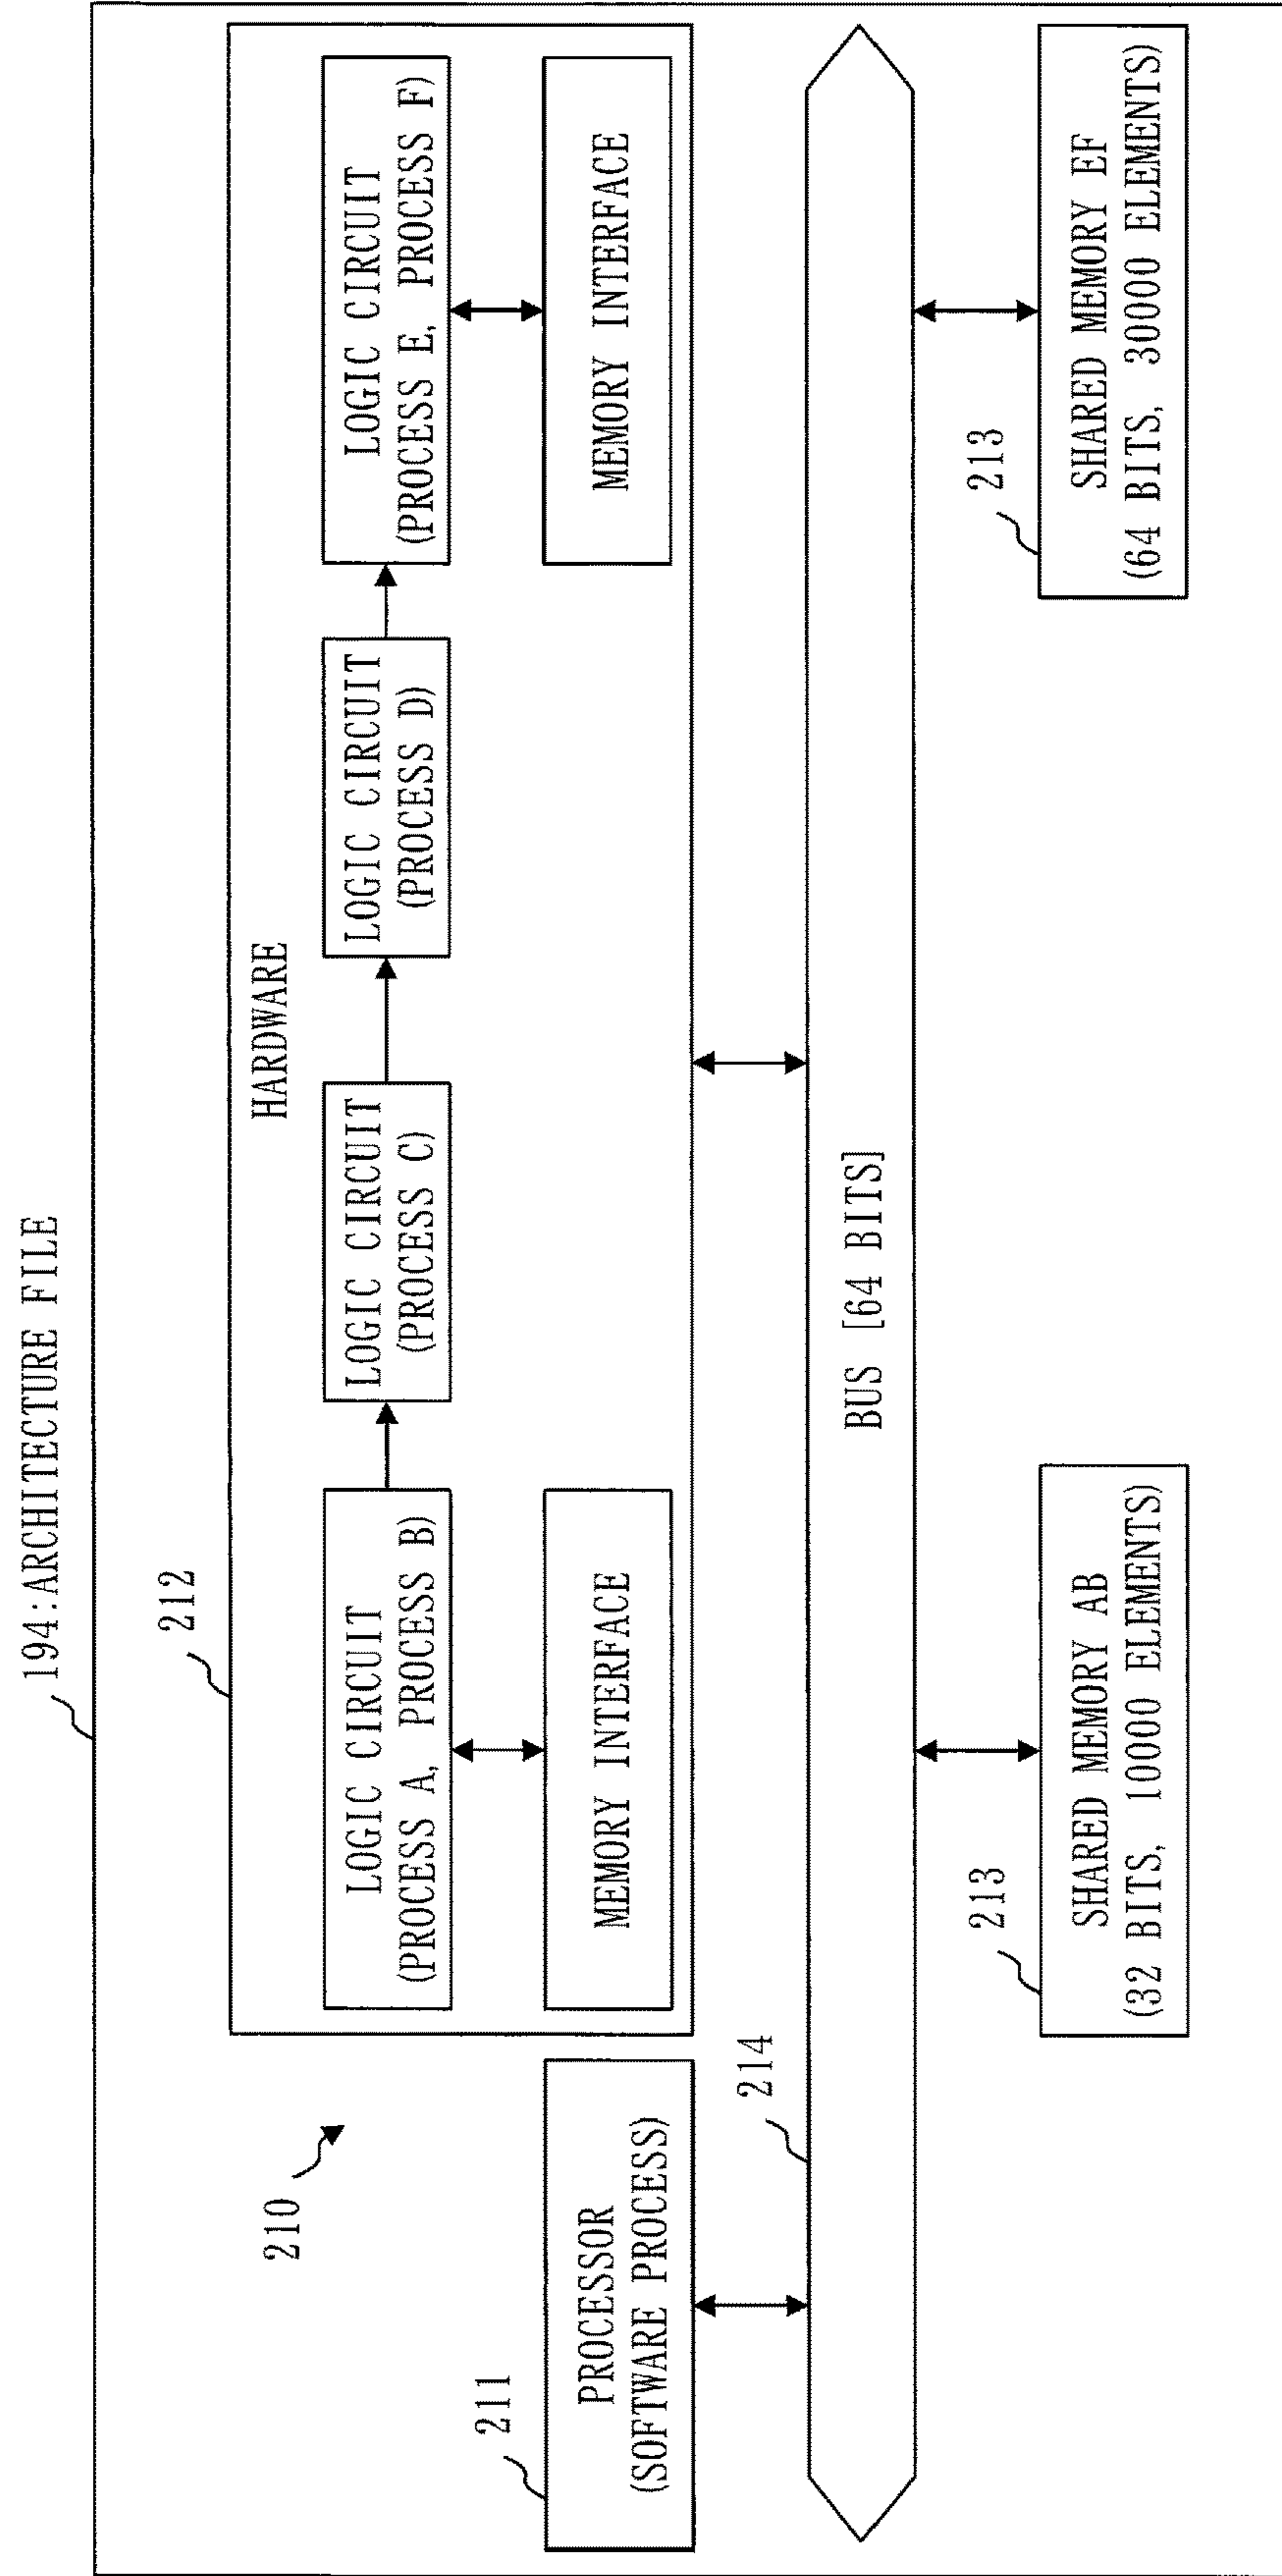 194:ARCHITECTURE FILE
210
212
HARDWARE
LOGIC CIRCUIT
(PROCESS A, PROCESS B)
LOGIC CIRCUIT
(PROCESS C)
LOGIC CIRCUIT
(PROCESS D)
LOGIC CIRCUIT
(PROCESS E, PROCESS F)
MEMORY INTERFACE
MEMORY INTERFACE
211
PROCESSOR
(SOFTWARE PROCESS)
214
BUS [64 BITS]
213
SHARED MEMORY AB
(32 BITS, 10000 ELEMENTS)
213
SHARED MEMORY EF
(64 BITS, 30000 ELEMENTS)